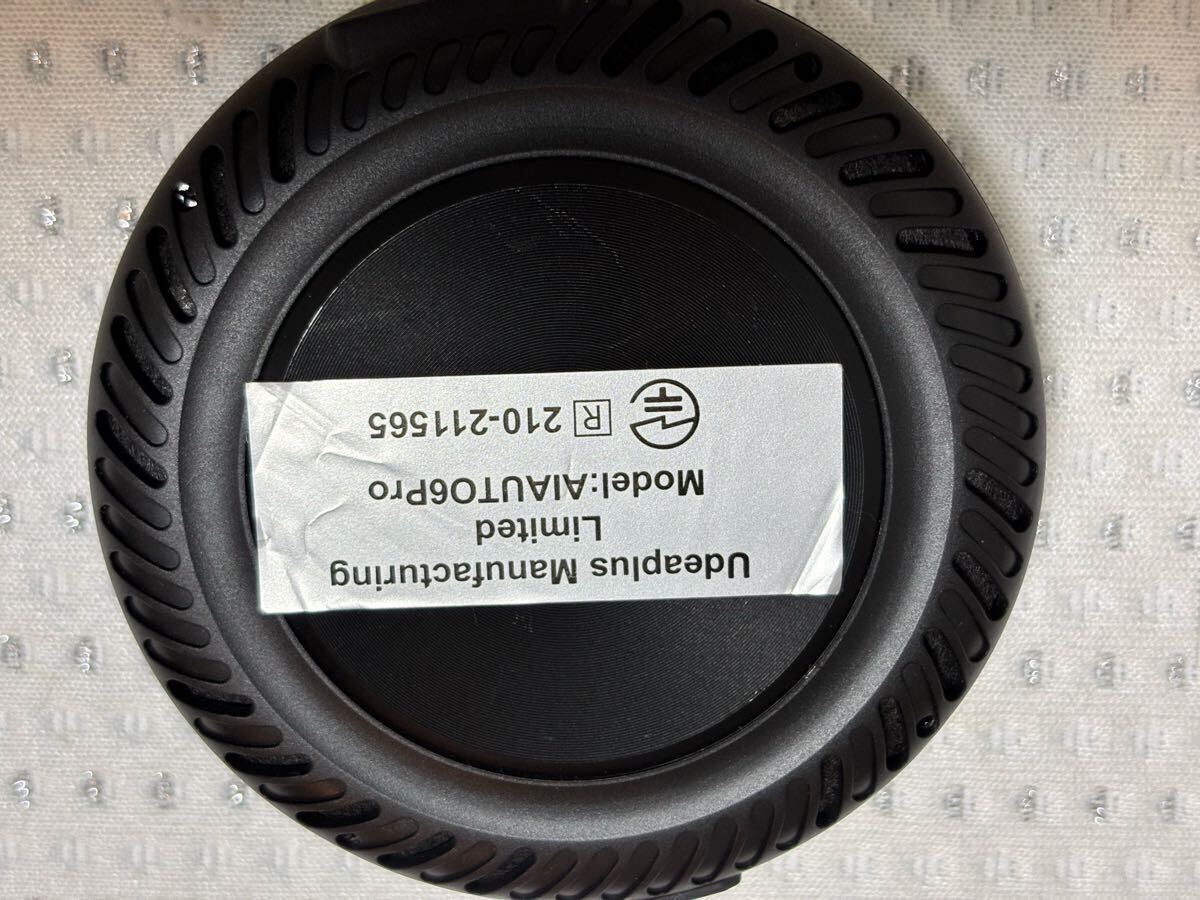 Udeaplus Manufacturing
Limited
Model:AIAUTO6Pro
R 210-211565